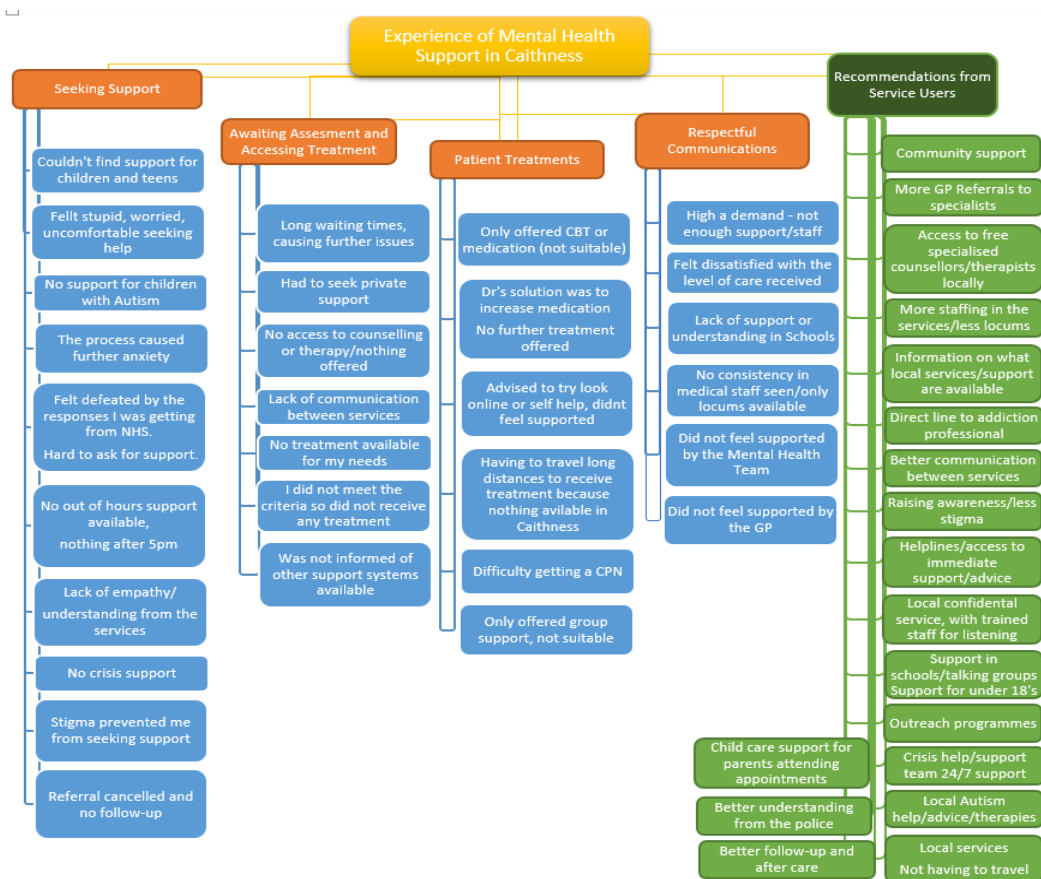 Experience of Mental Health
Support in Caithness
Seeking Support
Couldn't find support for
children and teens
Fellt stupid, worried,
uncomfortable seeking
help
No support for children
with Autism
The process caused
further anxiety
Felt defeated by the
responses I was getting
from NHS.
Hard to ask for support.
No out of hours support
available,
nothing after 5pm
Lack of empathy/
understanding from the
services
No crisis support
Stigma prevented me
from seeking support
Referral cancelled and
no follow-up
Awaiting Assesment and
Accessing Treatment
Long waiting times,
causing further issues
Had to seek private
support
No access to counselling
or therapy/nothing
offered
Lack of communication
between services
No treatment available
for my needs
I did not meet the
criteria so did not receive
any treatment
Was not informed of
other support systems
available
Patient Treatments
Only offered CBT or
medication (not suitable)
Dr's solution was to
increase medication
No further treatment
offered
Advised to try look
online or self help, didnt
feel supported
Having to travel long
distances to receive
treatment because
nothing avilable in
Caithness
Difficulty getting a CPN
Only offered group
support, not suitable
Respectful
Communications
High a demand - not
enough support/staff
Felt dissatisfied with the
level of care received
Lack of support or
understanding in Schools
No consistency in
medical staff seen/only
locums available
Did not feel supported
by the Mental Health
Team
Did not feel supported by
the GP
Recommendations from
Service Users
Community support
More GP Referrals to
specialists
Access to free
specialised
counsellors/therapists
locally
More staffing in the
services/less locums
Information on what
local services/support
are available
Direct line to addiction
professional
Better communication
between services
Raising awareness/less
stigma
Helplines/access to
immediate
support/advice
Local confidental
service, with trained
staff for listening
Support in
schools/talking groups
Support for under 18's
Outreach programmes
Child care support for
parents attending
appointments
Crisis help/support
team 24/7 support
Better understanding
from the police
Local Autism
help/advice/therapies
Better follow-up and
after care
Local services
Not having to travel